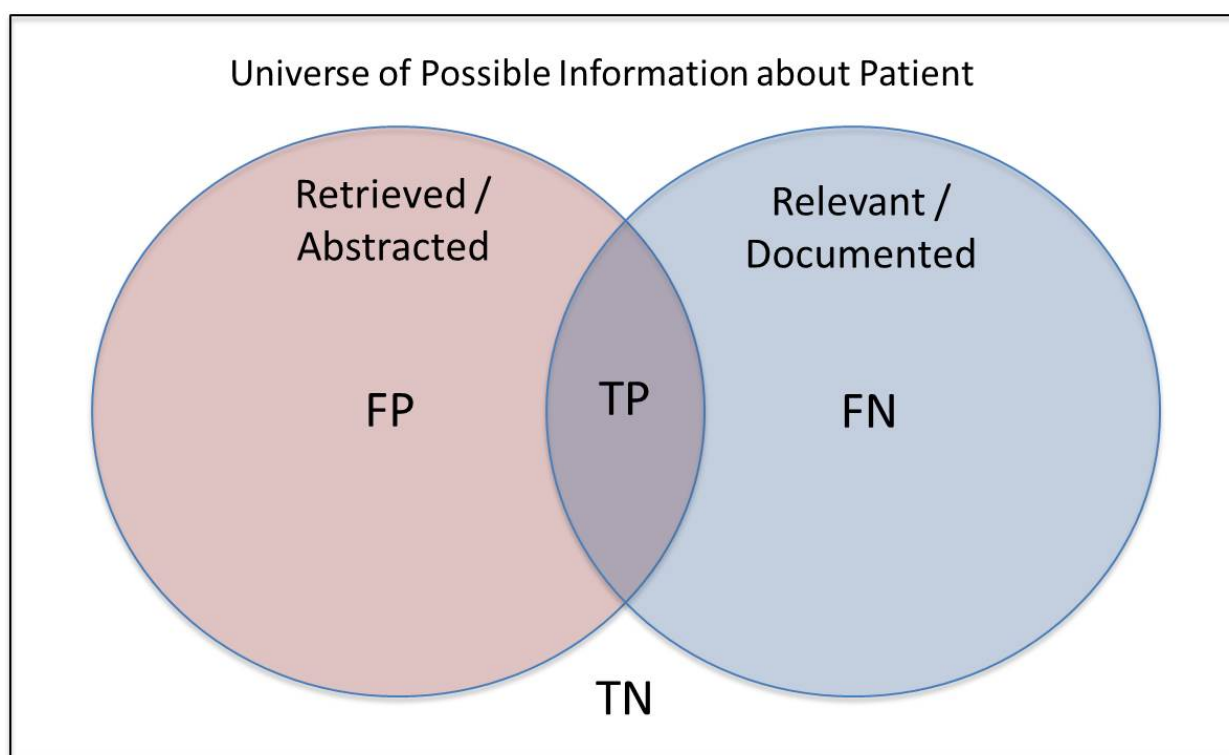 Universe of Possible Information about Patient
Retrieved /
Abstracted
Relevant /
Documented
FP
TP
FN
TN